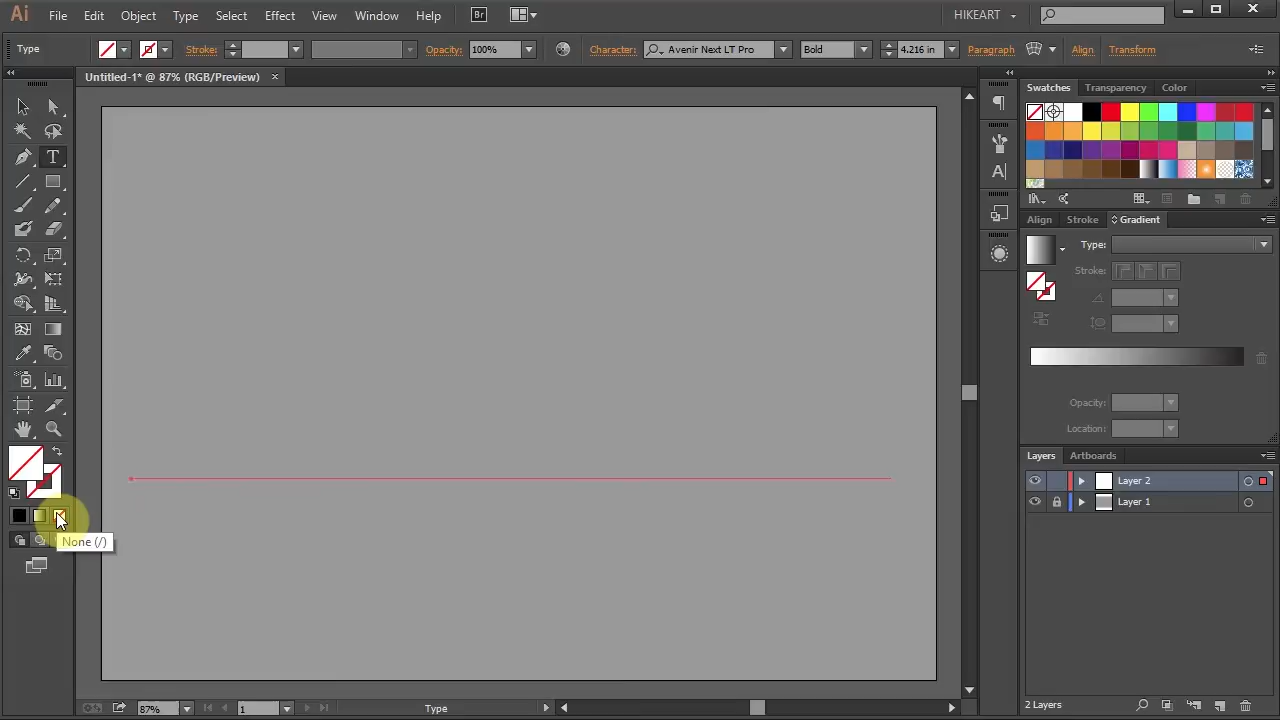 Ai File Edit Object Type Select Effect View Window Help Br HIKEART
Type Stroke: Opacity: 100% Character: Avenir Next LT Pro Bold 4.216 in Paragraph Align Transform
Untitled-1* @ 87% (RGB/Preview)
Swatches Transparency Color
Align Stroke Gradient
Type:
Stroke:
Opacity:
Location:
Layers Artboards
Layer 2
Layer 1
None (/)
87% 1 Type 2 Layers